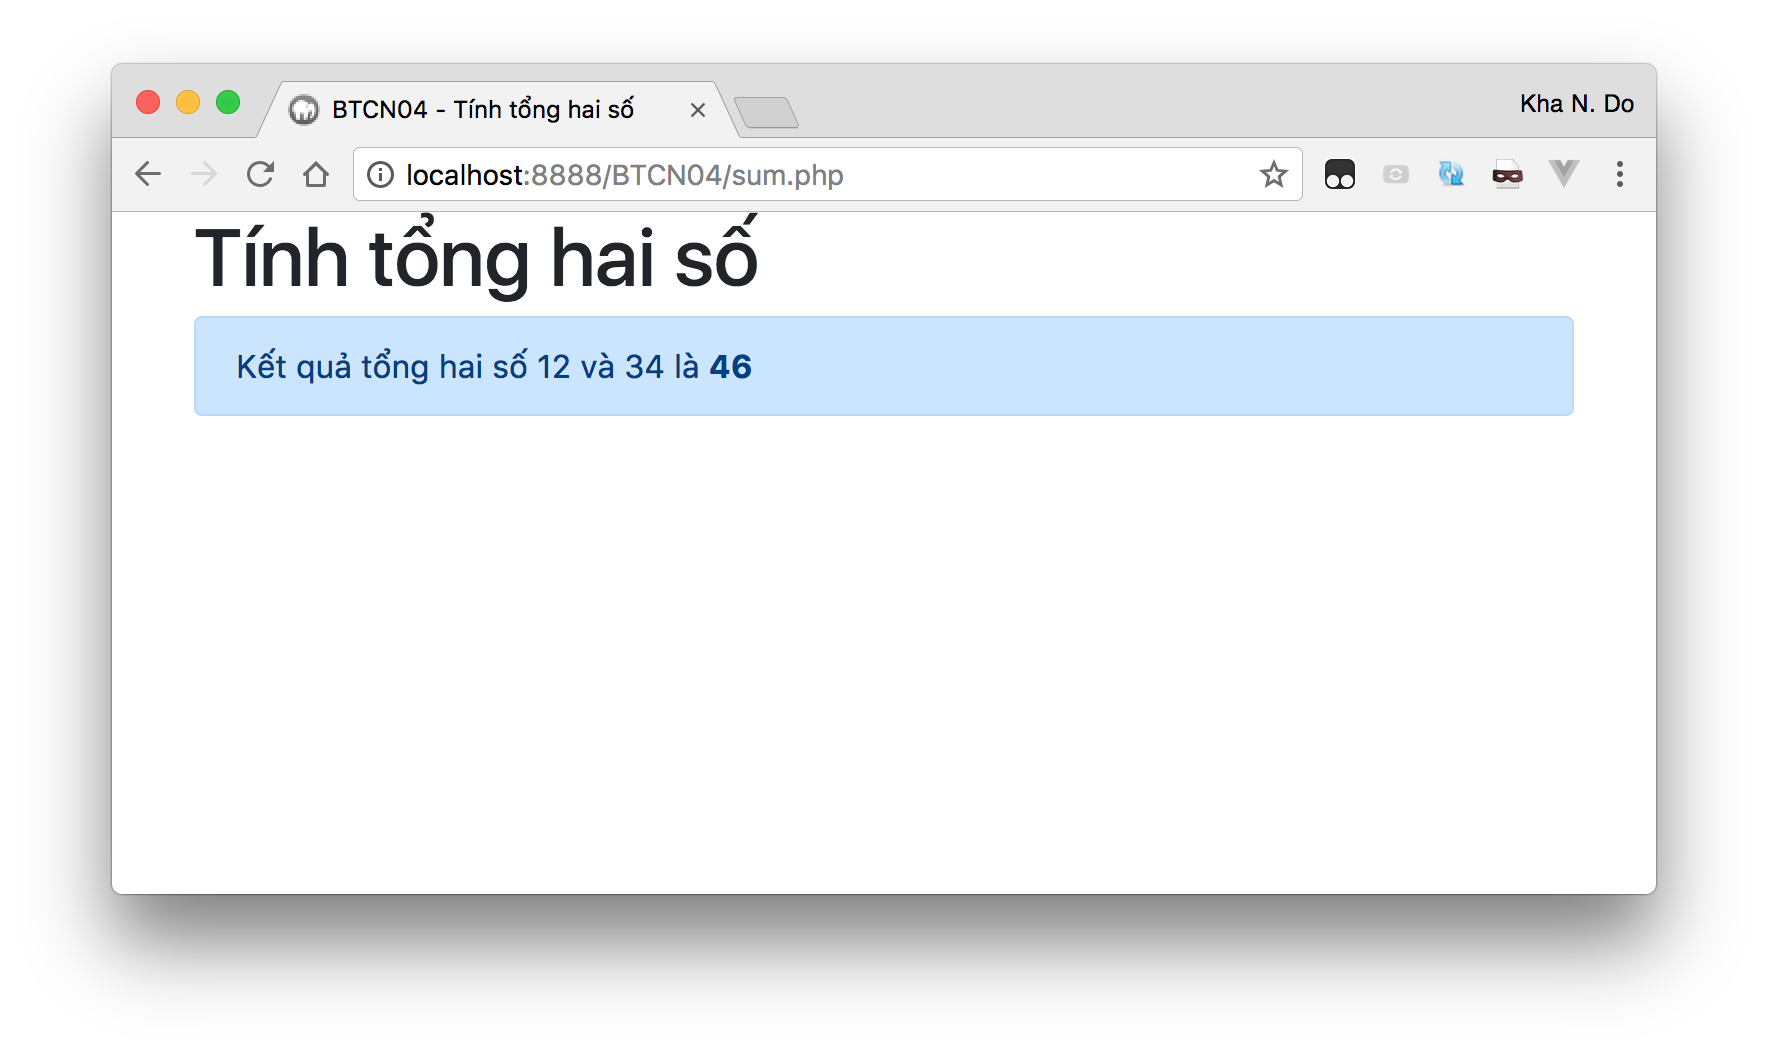 BTCN04 - Tính tổng hai số
Kha N. Do
localhost:8888/BTCN04/sum.php
Tính tổng hai số
Kết quả tổng hai số 12 và 34 là 46